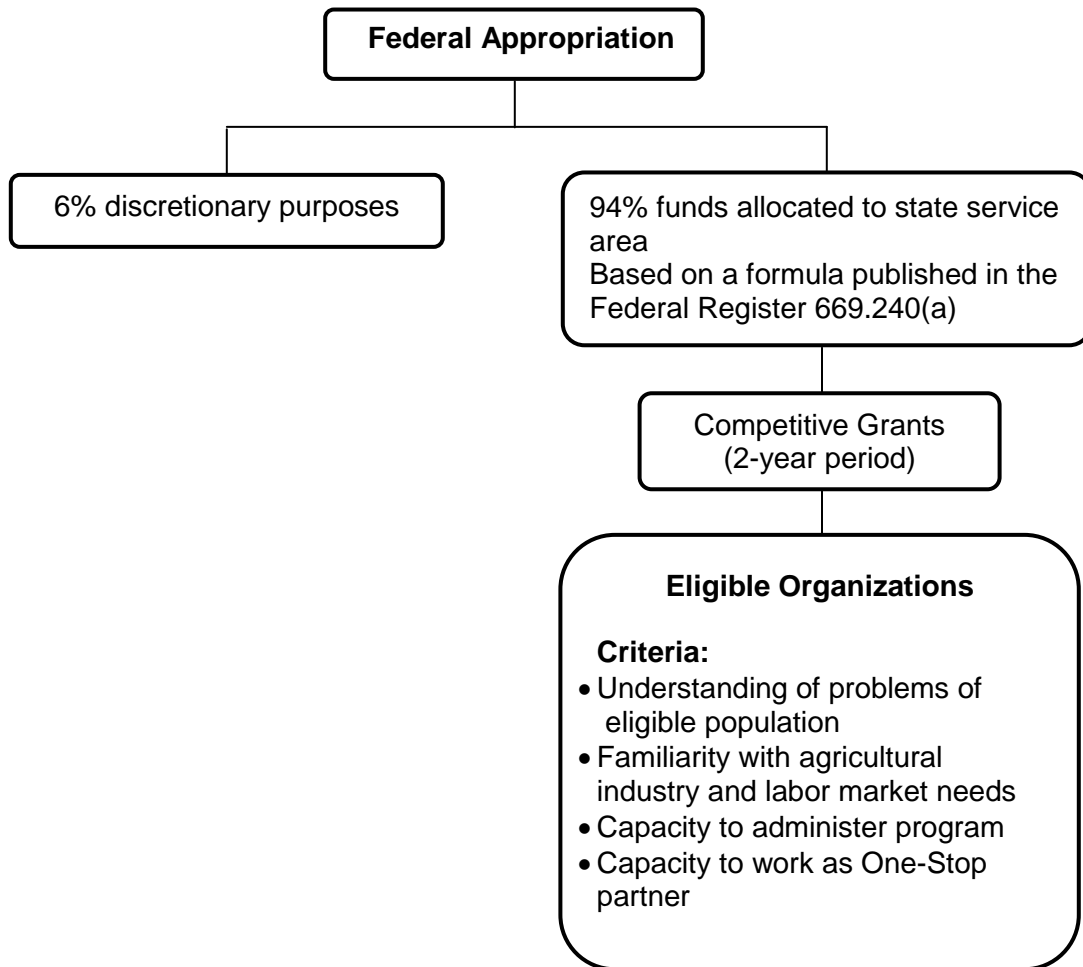 Federal Appropriation
6% discretionary purposes
94% funds allocated to state service
area
Based on a formula published in the
Federal Register 669.240(a)
Competitive Grants
(2-year period)
Eligible Organizations
Criteria:
• Understanding of problems of
eligible population
• Familiarity with agricultural
industry and labor market needs
• Capacity to administer program
• Capacity to work as One-Stop
partner